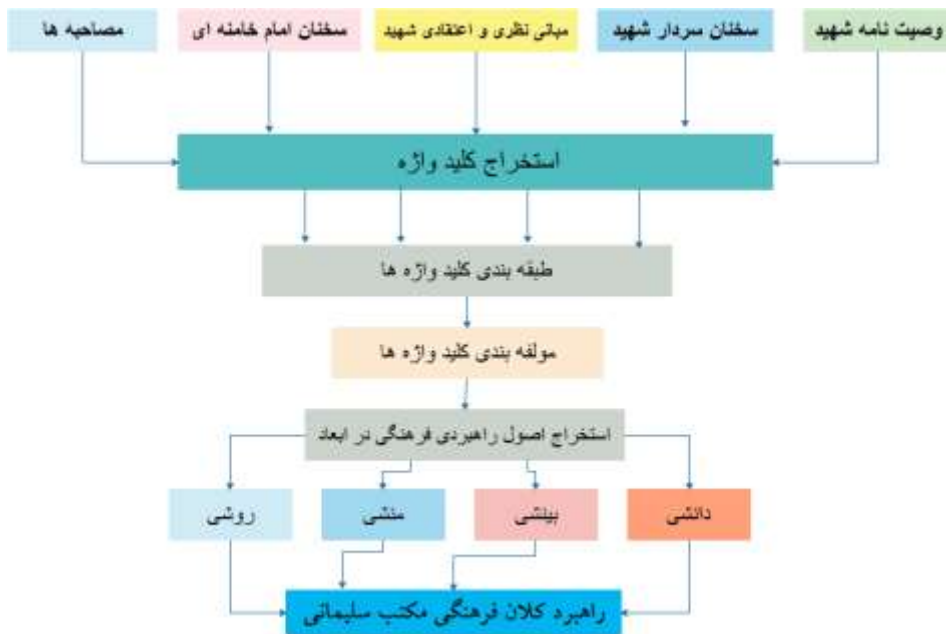 وصیت نامه شهید
سخنان سردار شهید
مبانی نظری و اعتقادی شهید
سخنان امام خامنه ای
مصاحبه ها
استخراج کلید واژه
طبقه بندی کلید واژه ها
مولفه بندی کلید واژه ها
استخراج اصول راهبردی فرهنگی در ابعاد
دانشی
بینشی
منشی
روشی
راهبرد کلان فرهنگی مکتب سلیمانی